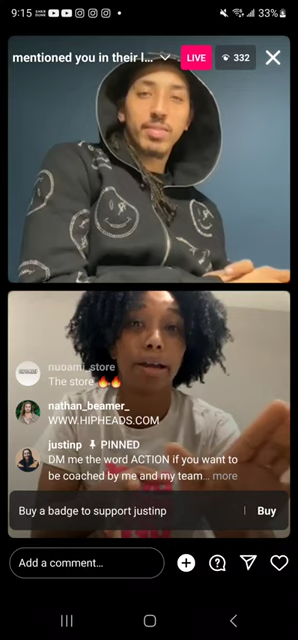 9:15
33%
mentioned you in their l...
LIVE
332
nuoami_store
The store 🔥🔥
nathan_beamer_
WWW.HIPHEADS.COM
justinp 📌 PINNED
DM me the word ACTION if you want to
be coached by me and my team... more
Buy a badge to support justinp
Buy
Add a comment...